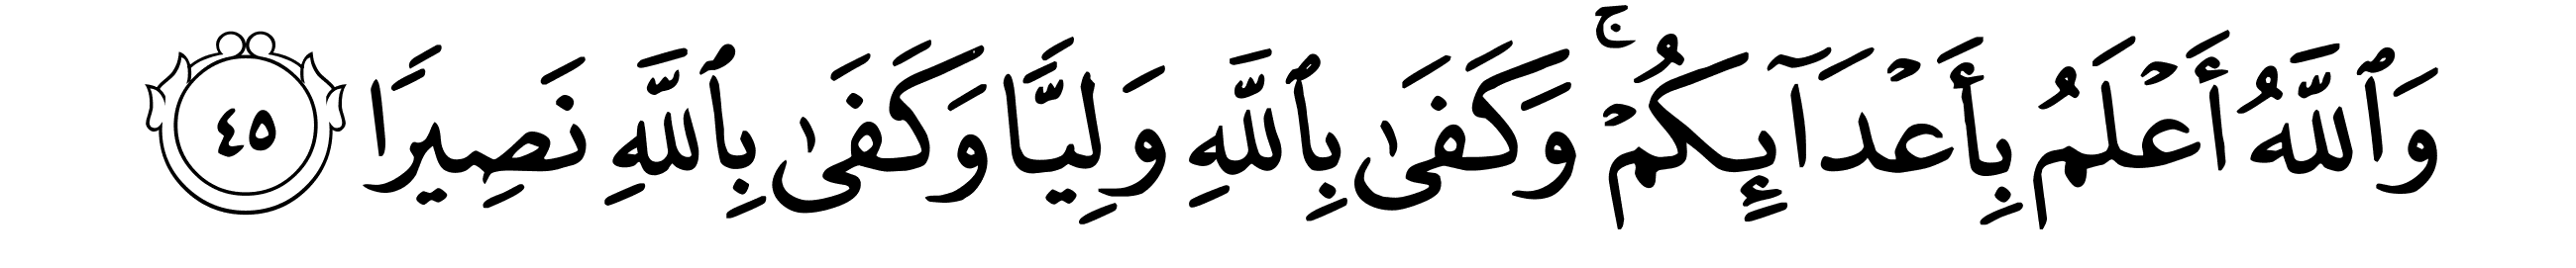 وَٱللَّهُ أَعْلَمُ بِأَعْدَآئِكُمْ ۚ وَكَفَىٰ بِٱللَّهِ وَلِيًّا وَكَفَىٰ بِٱللَّهِ نَصِيرًا ٤٥